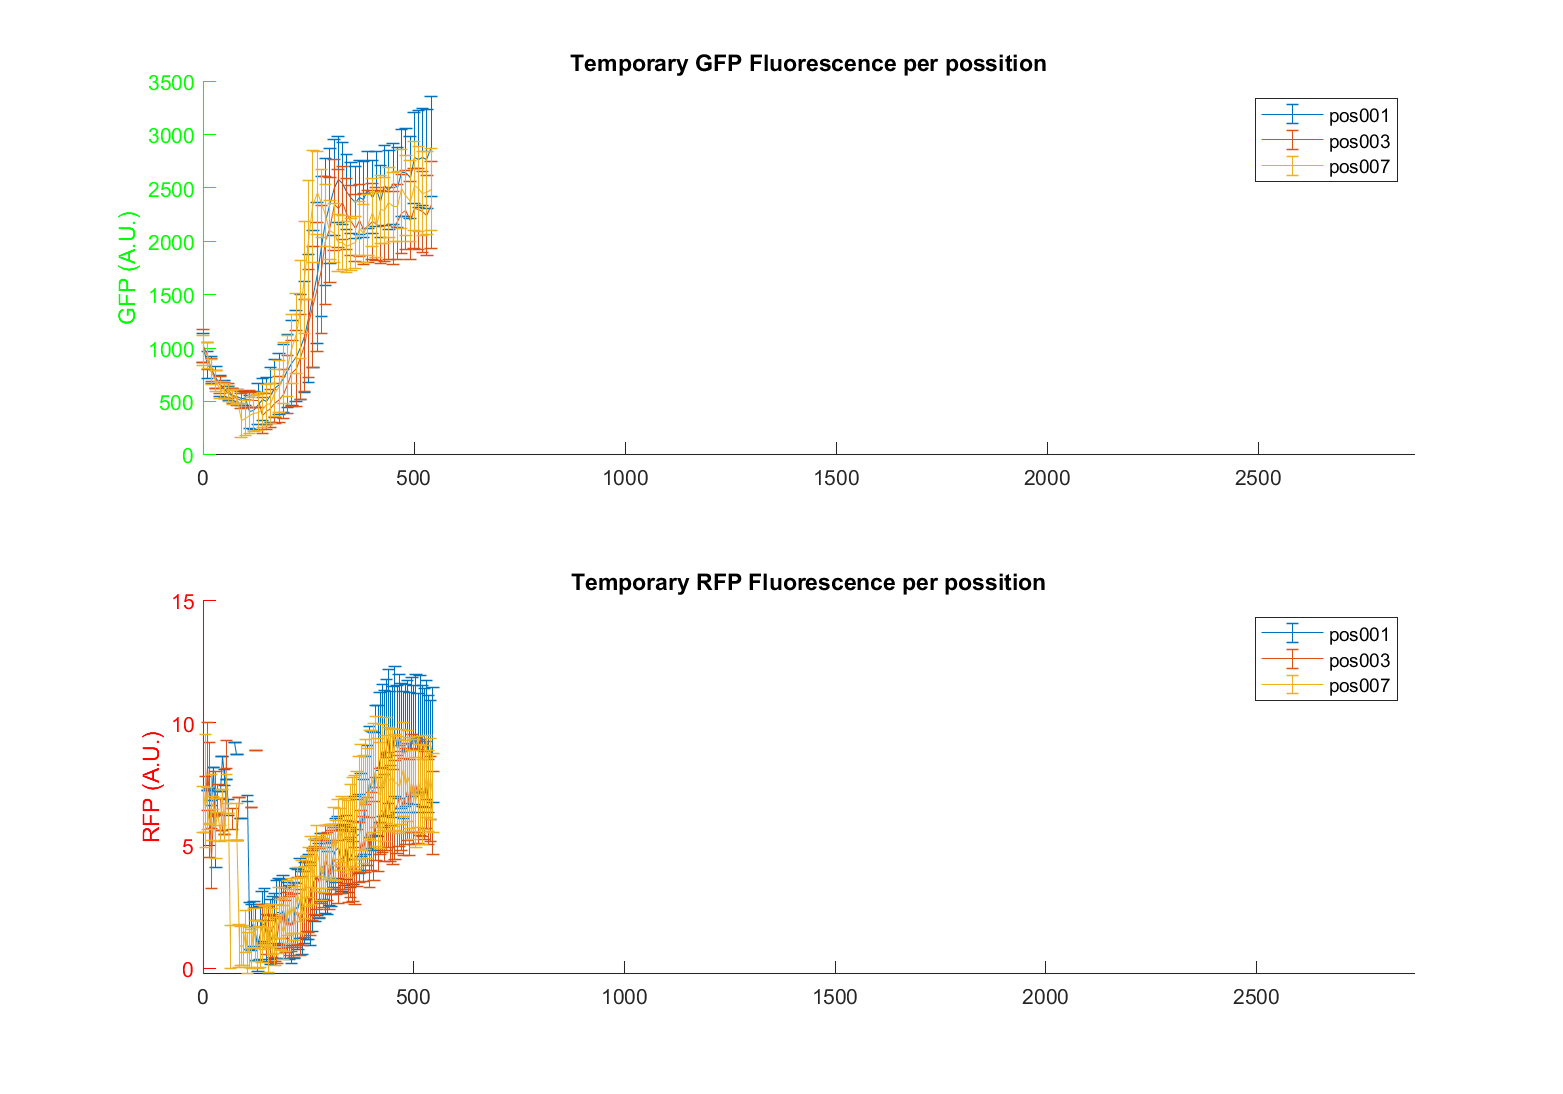 Temporary GFP Fluorescence per possition
GFP (A.U.)
3500
3000
2500
2000
1500
1000
500
0
0 500 1000 1500 2000 2500
pos001
pos003
pos007
Temporary RFP Fluorescence per possition
RFP (A.U.)
15
10
5
0
0 500 1000 1500 2000 2500
pos001
pos003
pos007